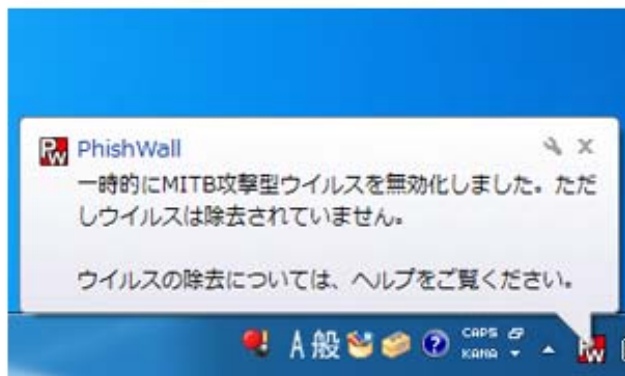 PW PhishWall
一時的にMITB攻撃型ウイルスを無効化しました。ただ
しウイルスは除去されていません。
ウイルスの除去については、ヘルプをご覧ください。
A 般 ? CAPS
KANA
PW